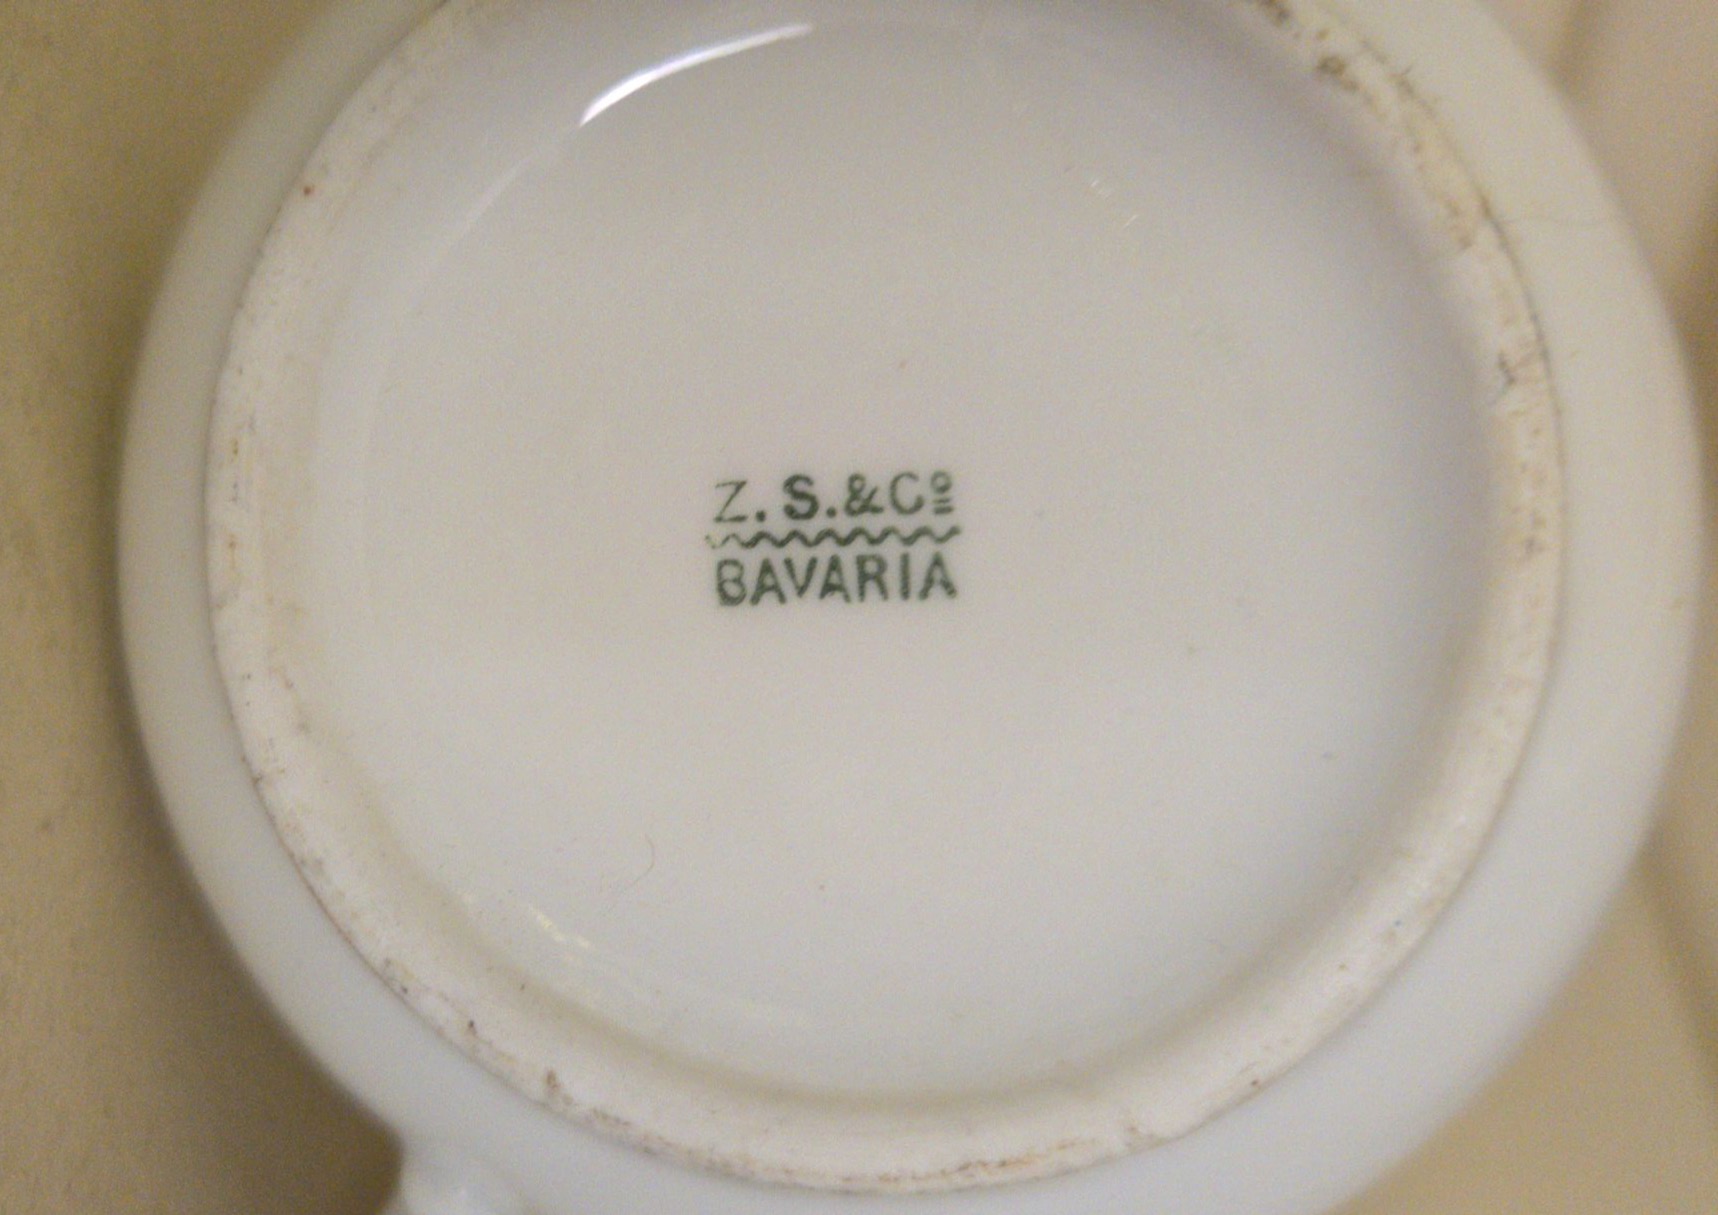 Z. S. & Cº
BAVARIA